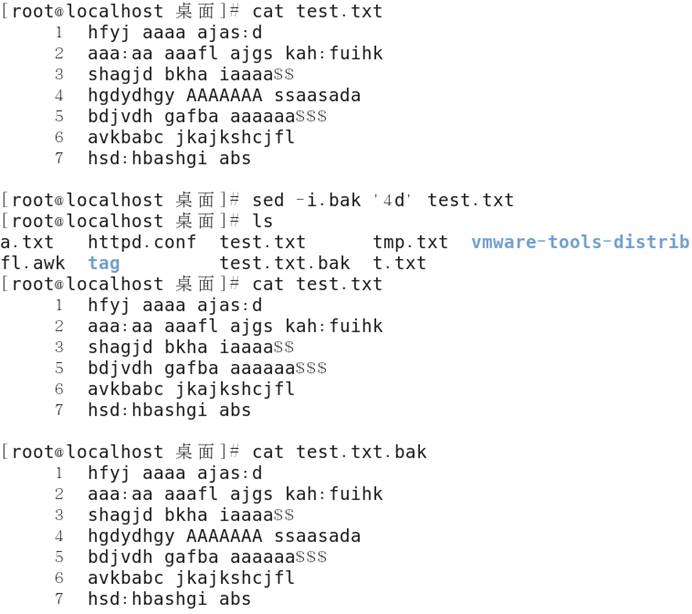 [root@localhost 桌面]# cat test.txt
     1  hfyj aaaa ajas:d
     2  aaa:aa aaafl ajgs kah:fuihk
     3  shagjd bkha iaaaa$$
     4  hgdydhgy AAAAAAA ssaasada
     5  bdjvdh gafba aaaaaa$$$
     6  avkbabc jkajkshcjfl
     7  hsd:hbashgi abs
[root@localhost 桌面]# sed -i.bak '4d' test.txt
[root@localhost 桌面]# ls
a.txt   httpd.conf  test.txt      tmp.txt  vmware-tools-distrib
fl.awk  tag         test.txt.bak  t.txt
[root@localhost 桌面]# cat test.txt
     1  hfyj aaaa ajas:d
     2  aaa:aa aaafl ajgs kah:fuihk
     3  shagjd bkha iaaaa$$
     5  bdjvdh gafba aaaaaa$$$
     6  avkbabc jkajkshcjfl
     7  hsd:hbashgi abs
[root@localhost 桌面]# cat test.txt.bak
     1  hfyj aaaa ajas:d
     2  aaa:aa aaafl ajgs kah:fuihk
     3  shagjd bkha iaaaa$$
     4  hgdydhgy AAAAAAA ssaasada
     5  bdjvdh gafba aaaaaa$$$
     6  avkbabc jkajkshcjfl
     7  hsd:hbashgi abs